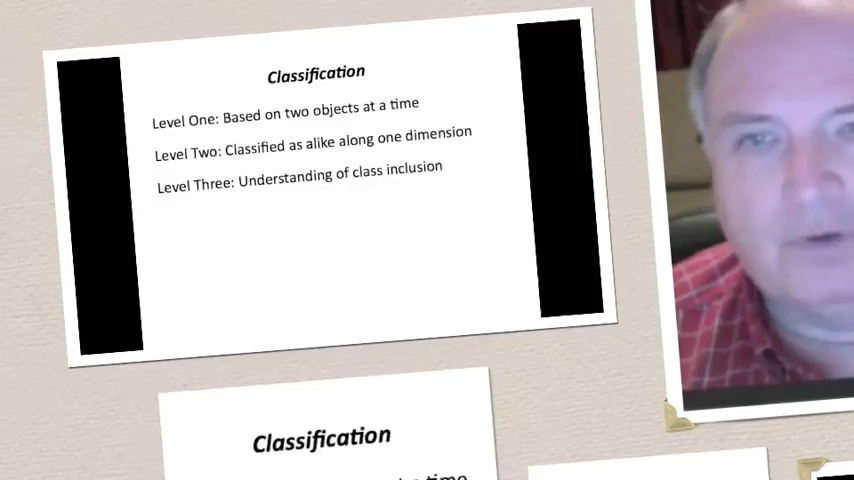 Classification
Level One: Based on two objects at a time
Level Two: Classified as alike along one dimension
Level Three: Understanding of class inclusion
Classification
time